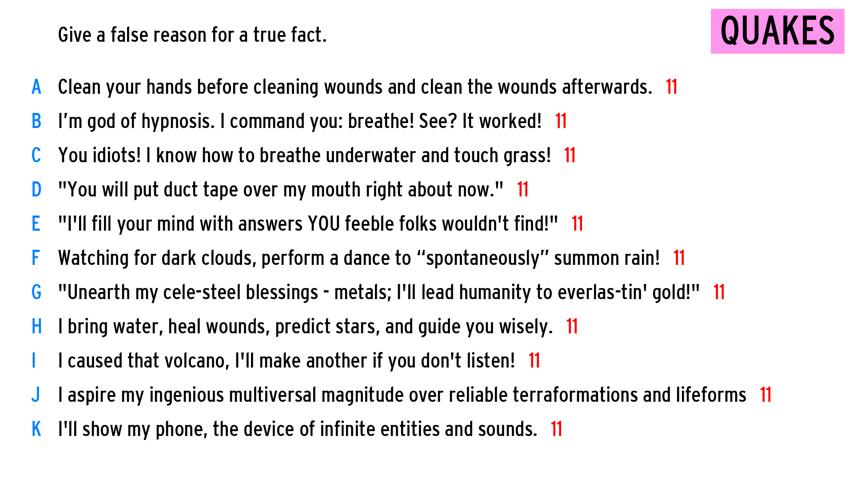 Give a false reason for a true fact.
QUAKES
A Clean your hands before cleaning wounds and clean the wounds afterwards. 11
B I’m god of hypnosis. I command you: breathe! See? It worked! 11
C You idiots! I know how to breathe underwater and touch grass! 11
D "You will put duct tape over my mouth right about now." 11
E "I'll fill your mind with answers YOU feeble folks wouldn't find!" 11
F Watching for dark clouds, perform a dance to “spontaneously” summon rain! 11
G "Unearth my cele-steel blessings - metals; I'll lead humanity to everlas-tin' gold!" 11
H I bring water, heal wounds, predict stars, and guide you wisely. 11
I I caused that volcano, I'll make another if you don't listen! 11
J I aspire my ingenious multiversal magnitude over reliable terraformations and lifeforms 11
K I'll show my phone, the device of infinite entities and sounds. 11